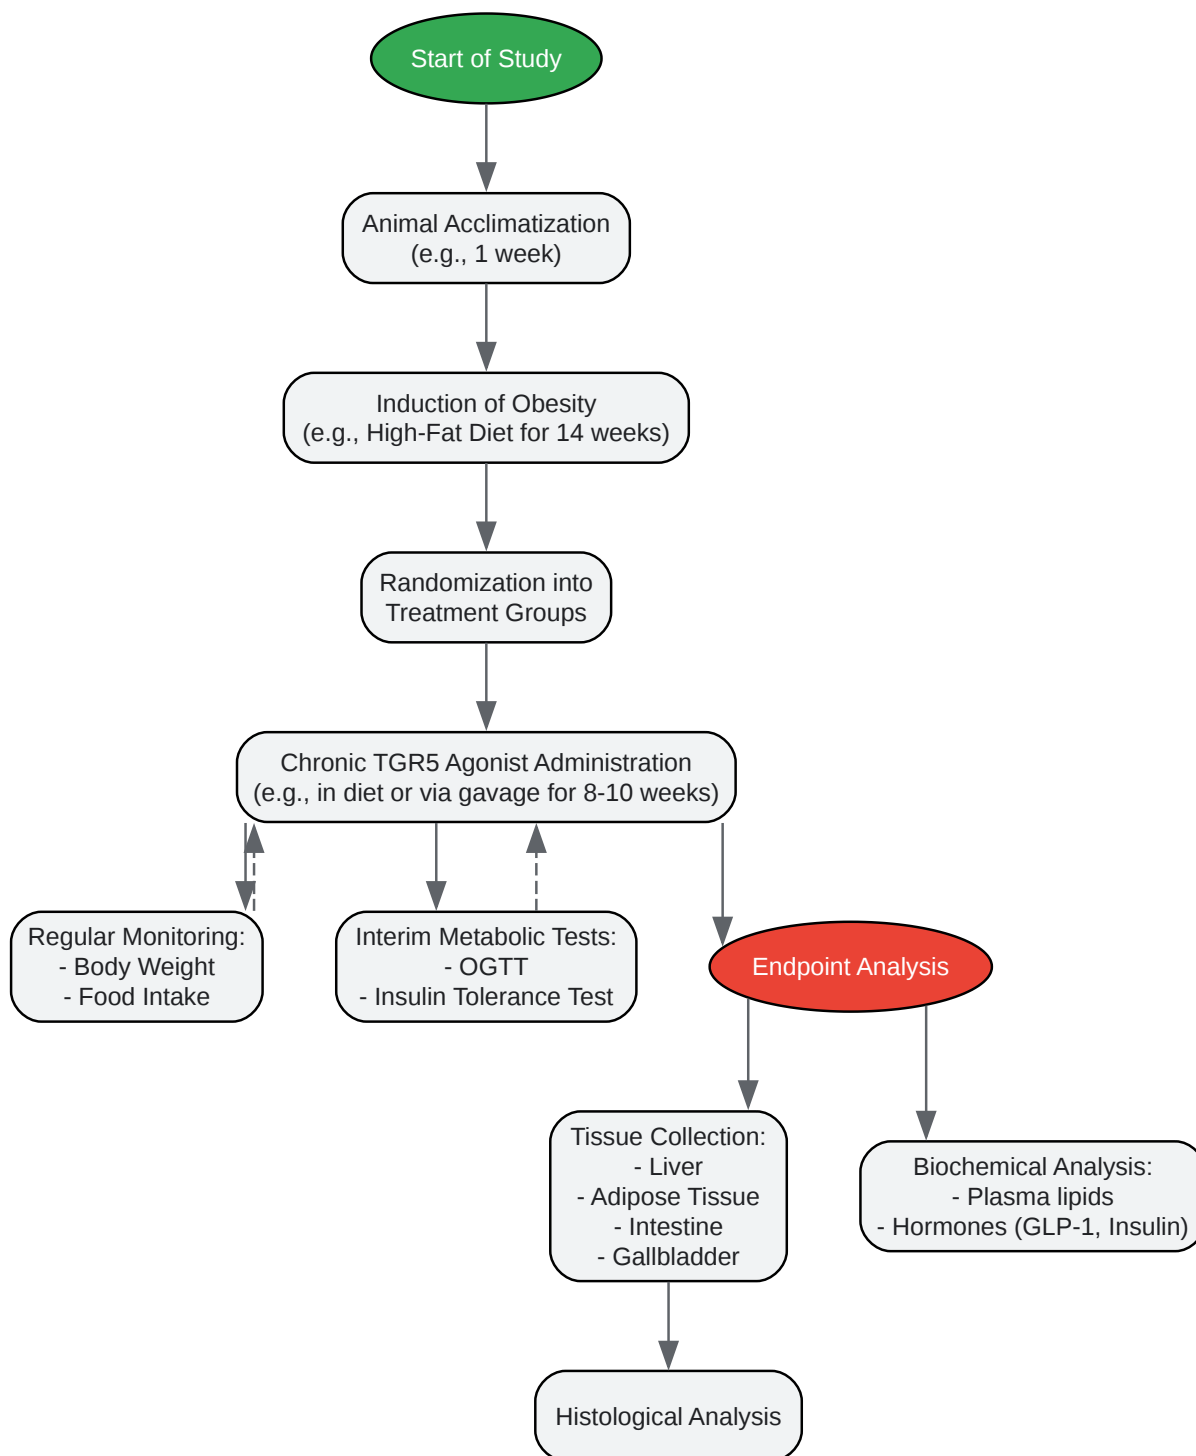 Start of Study
Animal Acclimatization
(e.g., 1 week)
Induction of Obesity
(e.g., High-Fat Diet for 14 weeks)
Randomization into
Treatment Groups
Chronic TGR5 Agonist Administration
(e.g., in diet or via gavage for 8-10 weeks)
Regular Monitoring:
- Body Weight
- Food Intake
Interim Metabolic Tests:
- OGTT
- Insulin Tolerance Test
Endpoint Analysis
Tissue Collection:
- Liver
- Adipose Tissue
- Intestine
- Gallbladder
Biochemical Analysis:
- Plasma lipids
- Hormones (GLP-1, Insulin)
Histological Analysis